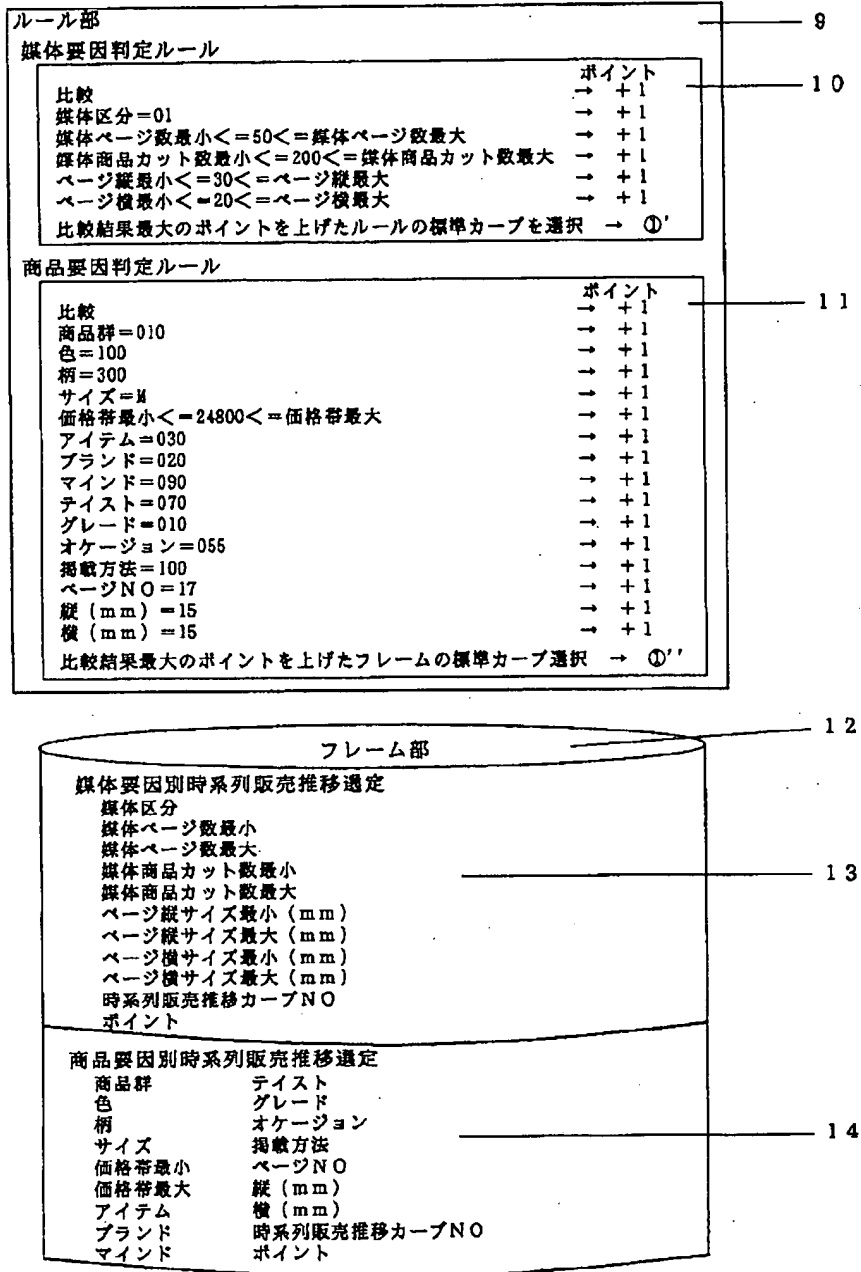 ルール部
9
媒体要因判定ルール
ポイント
10
比較 → +1
媒体区分=01 → +1
媒体ページ数最小<=50<=媒体ページ数最大 → +1
媒体商品カット数最小<=200<=媒体商品カット数最大 → +1
ページ縦最小<=30<=ページ縦最大 → +1
ページ横最小<=20<=ページ横最大 → +1
比較結果最大のポイントを上げたルールの標準カーブを選択 → ①'
商品要因判定ルール
ポイント
11
比較 → +1
商品群=010 → +1
色=100 → +1
柄=300 → +1
サイズ=M → +1
価格帯最小<=24800<=価格帯最大 → +1
アイテム=030 → +1
ブランド=020 → +1
マインド=090 → +1
テイスト=070 → +1
グレード=010 → +1
オケージョン=055 → +1
掲載方法=100 → +1
ページNO=17 → +1
縦(mm)=15 → +1
横(mm)=15 → +1
比較結果最大のポイントを上げたフレームの標準カーブ選択 → ①''
12
フレーム部
媒体要因別時系列販売推移選定
媒体区分
媒体ページ数最小
媒体ページ数最大
媒体商品カット数最小
13
媒体商品カット数最大
ページ縦サイズ最小(mm)
ページ縦サイズ最大(mm)
ページ横サイズ最小(mm)
ページ横サイズ最大(mm)
時系列販売推移カーブNO
ポイント
商品要因別時系列販売推移選定
商品群 テイスト
色 グレード
柄 オケージョン
14
サイズ 掲載方法
価格帯最小 ページNO
価格帯最大 縦(mm)
アイテム 横(mm)
ブランド 時系列販売推移カーブNO
マインド ポイント